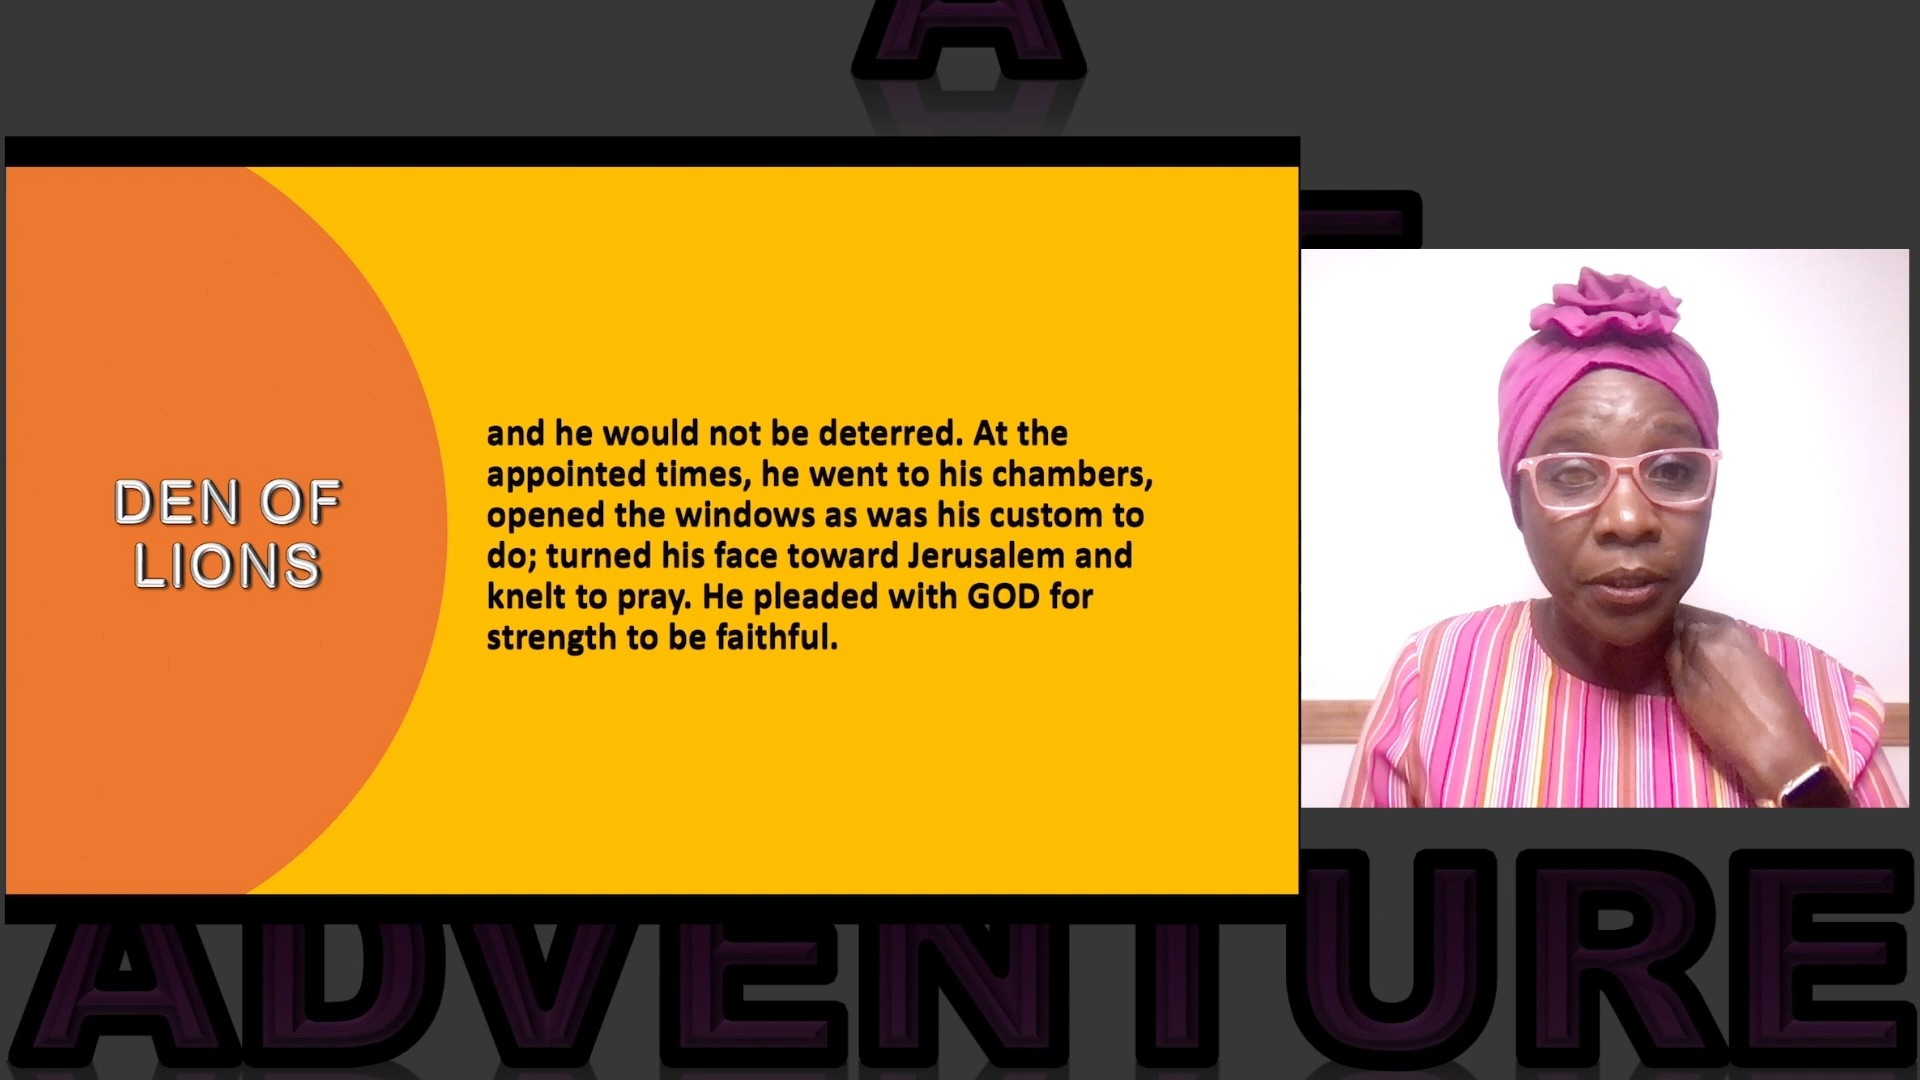 A
DEN OF
LIONS
and he would not be deterred. At the
appointed times, he went to his chambers,
opened the windows as was his custom to
do; turned his face toward Jerusalem and
knelt to pray. He pleaded with GOD for
strength to be faithful.
ADVENTURE